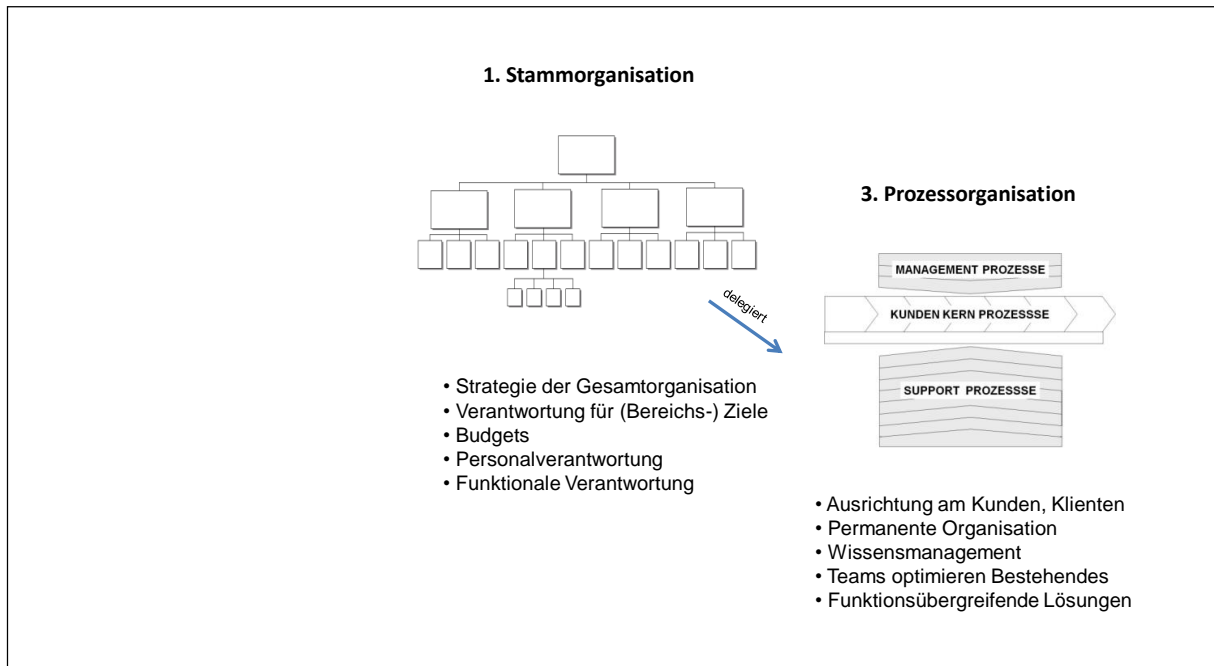 1. Stammorganisation
delegiert
• Strategie der Gesamtorganisation
• Verantwortung für (Bereichs-) Ziele
• Budgets
• Personalverantwortung
• Funktionale Verantwortung
3. Prozessorganisation
MANAGEMENT PROZESSE
KUNDEN KERN PROZESSSE
SUPPORT PROZESSSE
• Ausrichtung am Kunden, Klienten
• Permanente Organisation
• Wissensmanagement
• Teams optimieren Bestehendes
• Funktionsübergreifende Lösungen